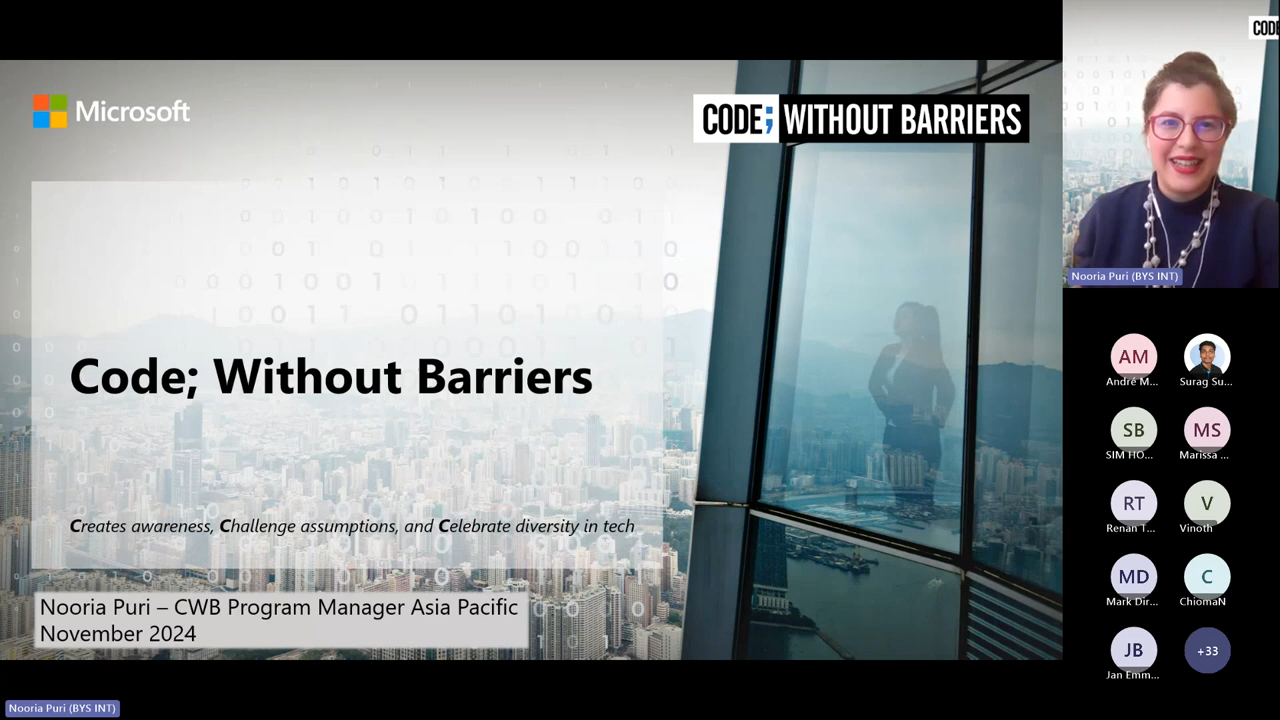 Microsoft
CODE; WITHOUT BARRIERS
Code; Without Barriers
Creates awareness, Challenge assumptions, and Celebrate diversity in tech
Nooria Puri – CWB Program Manager Asia Pacific
November 2024
Nooria Puri (BYS INT)
CODE
Nooria Puri (BYS INT)
AM
André M...
Surag Su...
SB
SIM HO...
MS
Marissa ...
RT
Renan T...
V
Vinoth
MD
Mark Dir...
C
ChiomaN
JB
Jan Emm...
+33